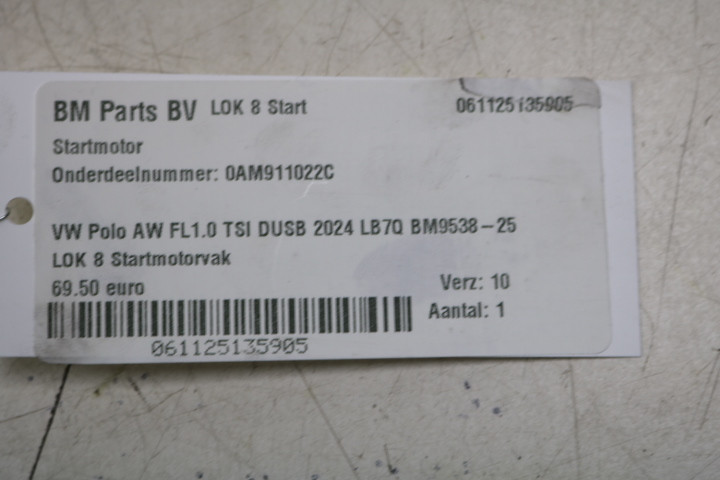 BM Parts BV LOK 8 Start 061125135905
Startmotor
Onderdeelnummer: 0AM911022C
VW Polo AW FL1.0 TSI DUSB 2024 LB7Q BM9538-25
LOK 8 Startmotorvak
69.50 euro Verz: 10
Aantal: 1
061125135905